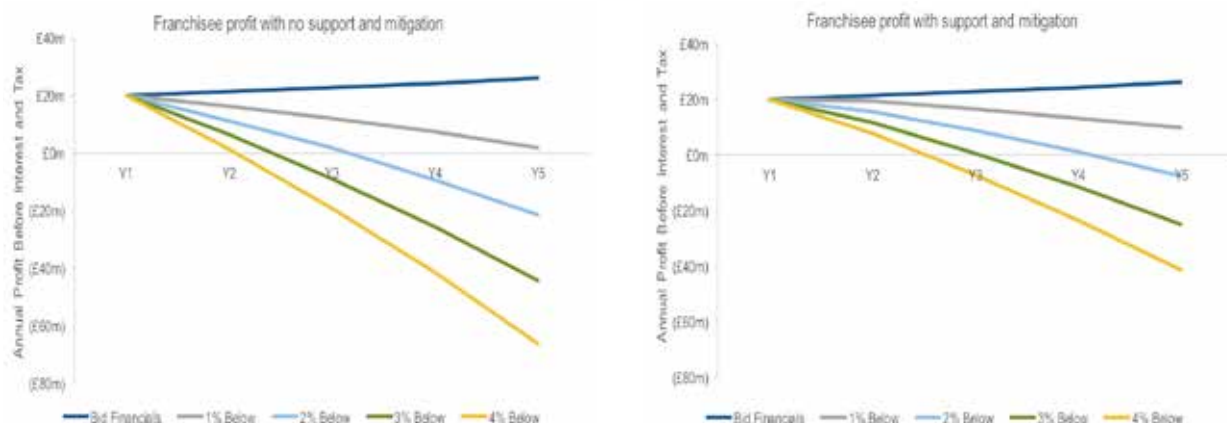 Franchisee profit with no support and mitigation
Annual Profit Before Interest and Tax
£40m
£20m
£0m
(£20m)
(£40m)
(£60m)
(£80m)
Y1 Y2 Y3 Y4 Y5
Bid Financials 1% Below 2% Below 3% Below 4% Below
Franchisee profit with support and mitigation
Annual Profit Before Interest and Tax
£40m
£20m
£0m
(£20m)
(£40m)
(£60m)
(£80m)
Y1 Y2 Y3 Y4 Y5
Bid Financials 1% Below 2% Below 3% Below 4% Below